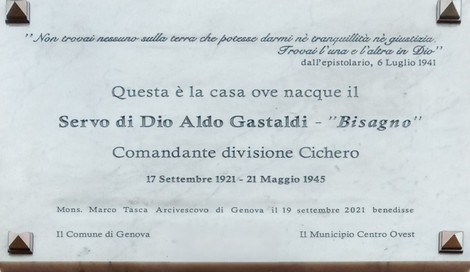 "Non trovai nessuno sulla terra che potesse darmi nè tranquillità nè giustizia.
Trovai l'una e l'altra in Dio"
dall'epistolario, 6 Luglio 1941
Questa è la casa ove nacque il
Servo di Dio Aldo Gastaldi - "Bisagno"
Comandante divisione Cichero
17 Settembre 1921 - 21 Maggio 1945
Mons. Marco Tasca Arcivescovo di Genova il 19 settembre 2021 benedisse
Il Comune di Genova
Il Municipio Centro Ovest